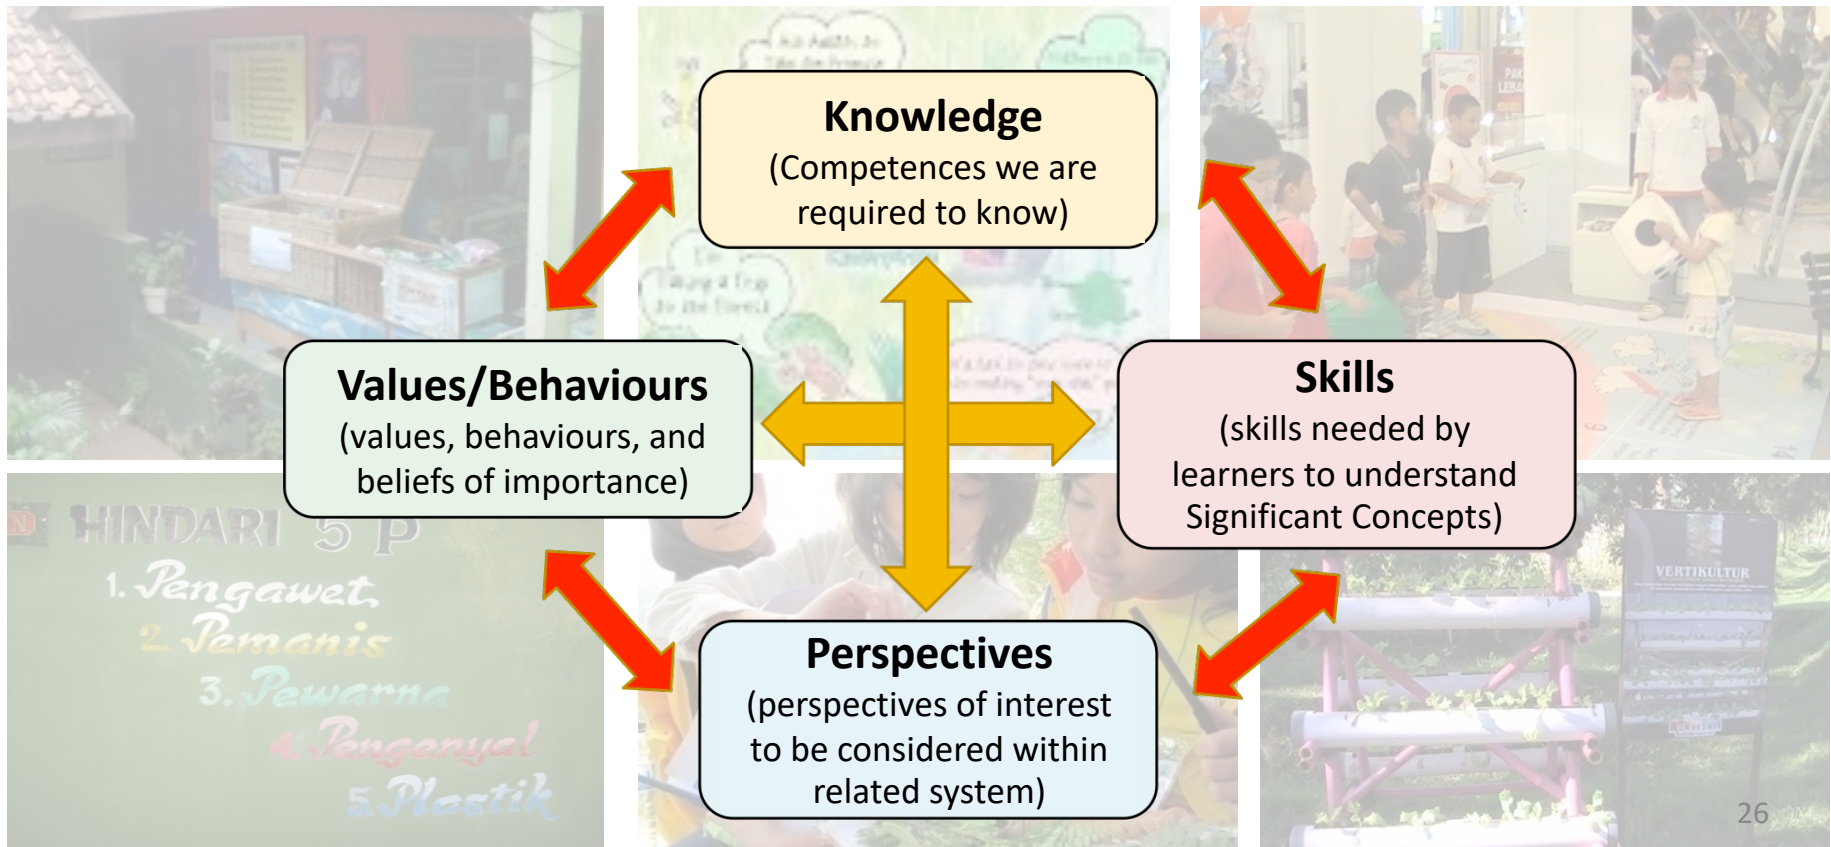 Knowledge
(Competences we are
required to know)
Values/Behaviours
(values, behaviours, and
beliefs of importance)
Skills
(skills needed by
learners to understand
Significant Concepts)
Perspectives
(perspectives of interest
to be considered within
related system)
HINDARI 5 P
1. Pengawet
2. Pemanis
3. Pewarna
4. Pengenyal
5. Plastik
VERTIKULTUR
26